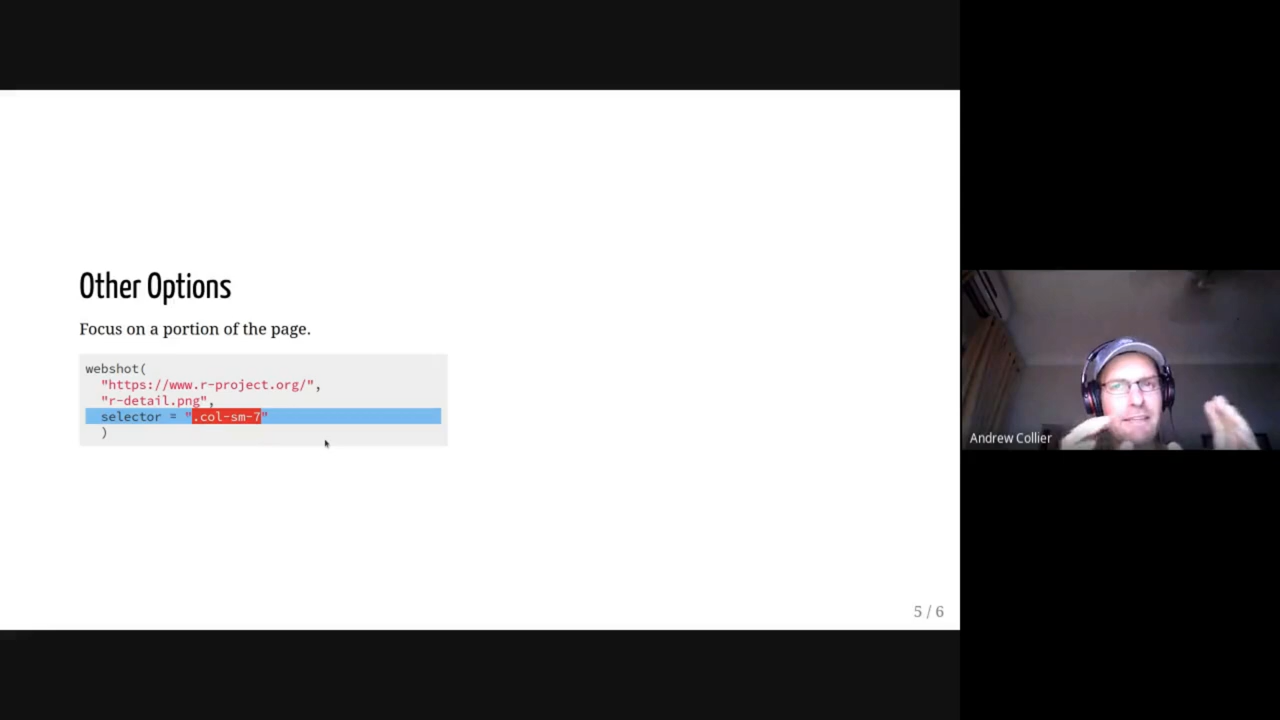 Other Options
Focus on a portion of the page.
webshot(
"https://www.r-project.org/",
"r-detail.png",
selector = ".col-sm-7"
)
5 / 6
Andrew Collier